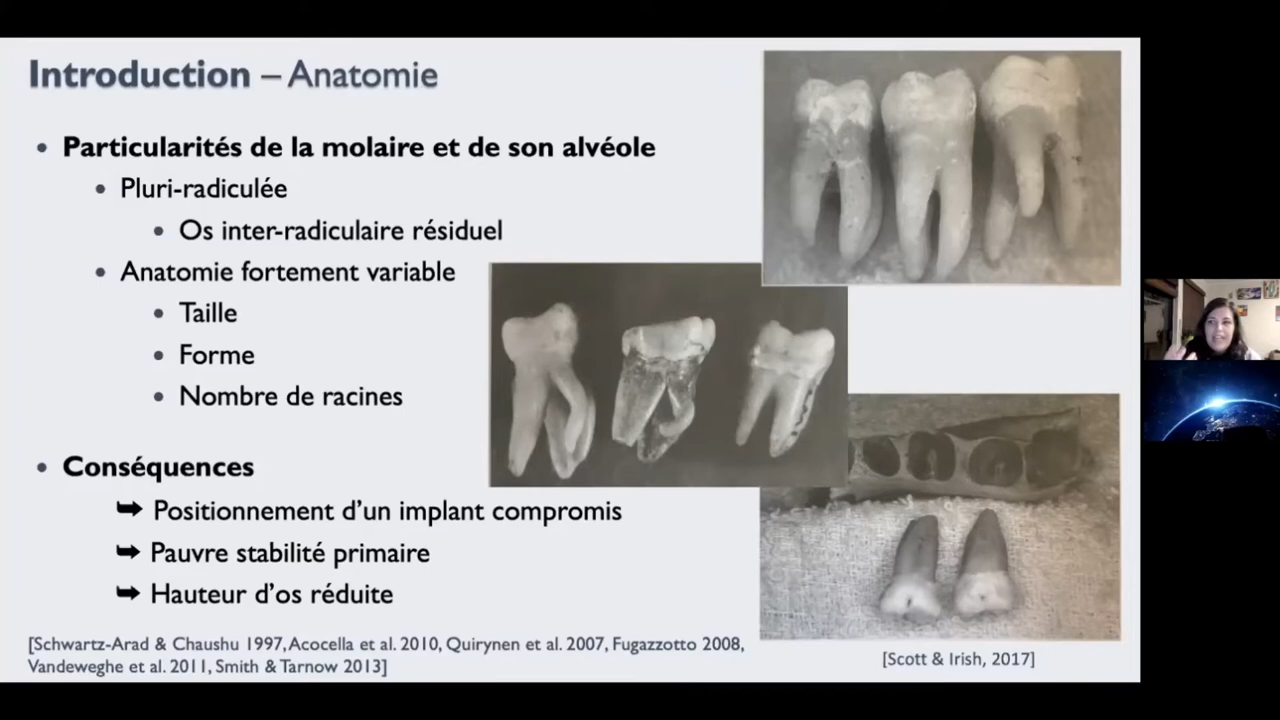 Introduction – Anatomie
• Particularités de la molaire et de son alvéole
• Pluri-radiculée
• Os inter-radiculaire résiduel
• Anatomie fortement variable
• Taille
• Forme
• Nombre de racines
• Conséquences
➥ Positionnement d’un implant compromis
➥ Pauvre stabilité primaire
➥ Hauteur d’os réduite
[Schwartz-Arad & Chaushu 1997, Acocella et al. 2010, Quirynen et al. 2007, Fugazzotto 2008,
Vandeweghe et al. 2011, Smith & Tarnow 2013]
[Scott & Irish, 2017]